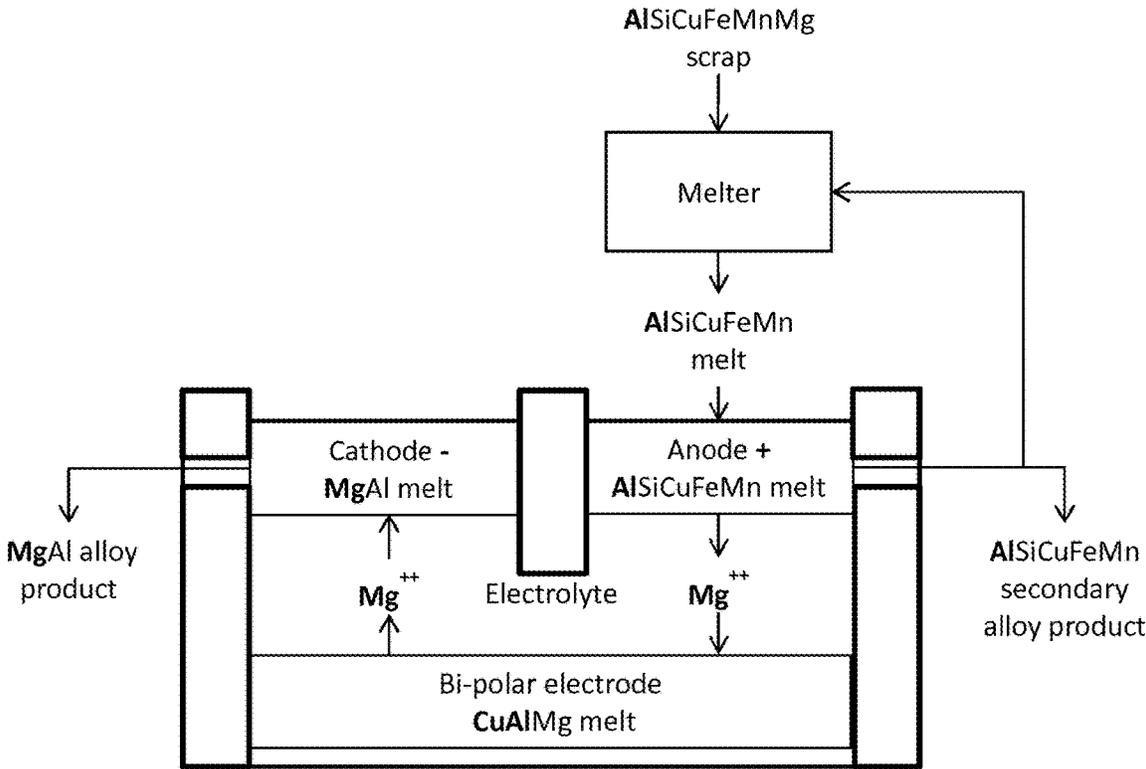 AlSiCuFeMnMg
scrap
Melter
AlSiCuFeMn
melt
Cathode -
MgAl melt
Anode +
AlSiCuFeMn melt
MgAl alloy
product
Mg++
Electrolyte
Mg++
AlSiCuFeMn
secondary
alloy product
Bi-polar electrode
CuAlMg melt